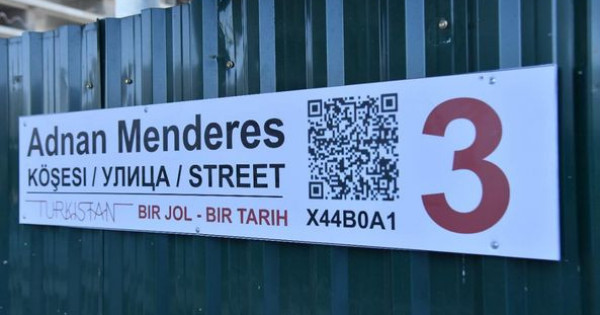 Adnan Menderes
KÖŞESI / УЛИЦА / STREET
TURKISTAN BIR JOL - BIR TARIH
X44B0A1
3